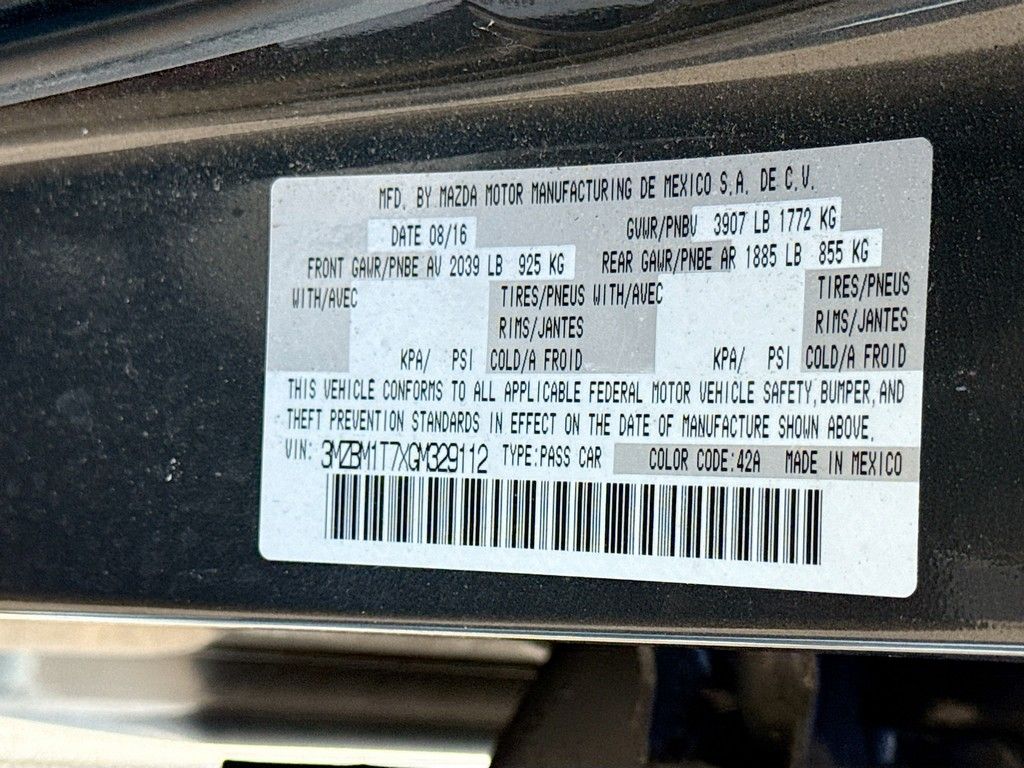 MFD. BY MAZDA MOTOR MANUFACTURING DE MEXICO S.A. DE C.V.
DATE 08/16 GVWR/PNBV 3907 LB 1772 KG
FRONT GAWR/PNBE AV 2039 LB 925 KG REAR GAWR/PNBE AR 1885 LB 855 KG
WITH/AVEC TIRES/PNEUS WITH/AVEC TIRES/PNEUS
RIMS/JANTES RIMS/JANTES
KPA/ PSI COLD/A FROID KPA/ PSI COLD/A FROID
THIS VEHICLE CONFORMS TO ALL APPLICABLE FEDERAL MOTOR VEHICLE SAFETY, BUMPER, AND
THEFT PREVENTION STANDARDS IN EFFECT ON THE DATE OF MANUFACTURE SHOWN ABOVE.
VIN: 3MZBM1T7XGM329112 TYPE:PASS CAR COLOR CODE:42A MADE IN MEXICO